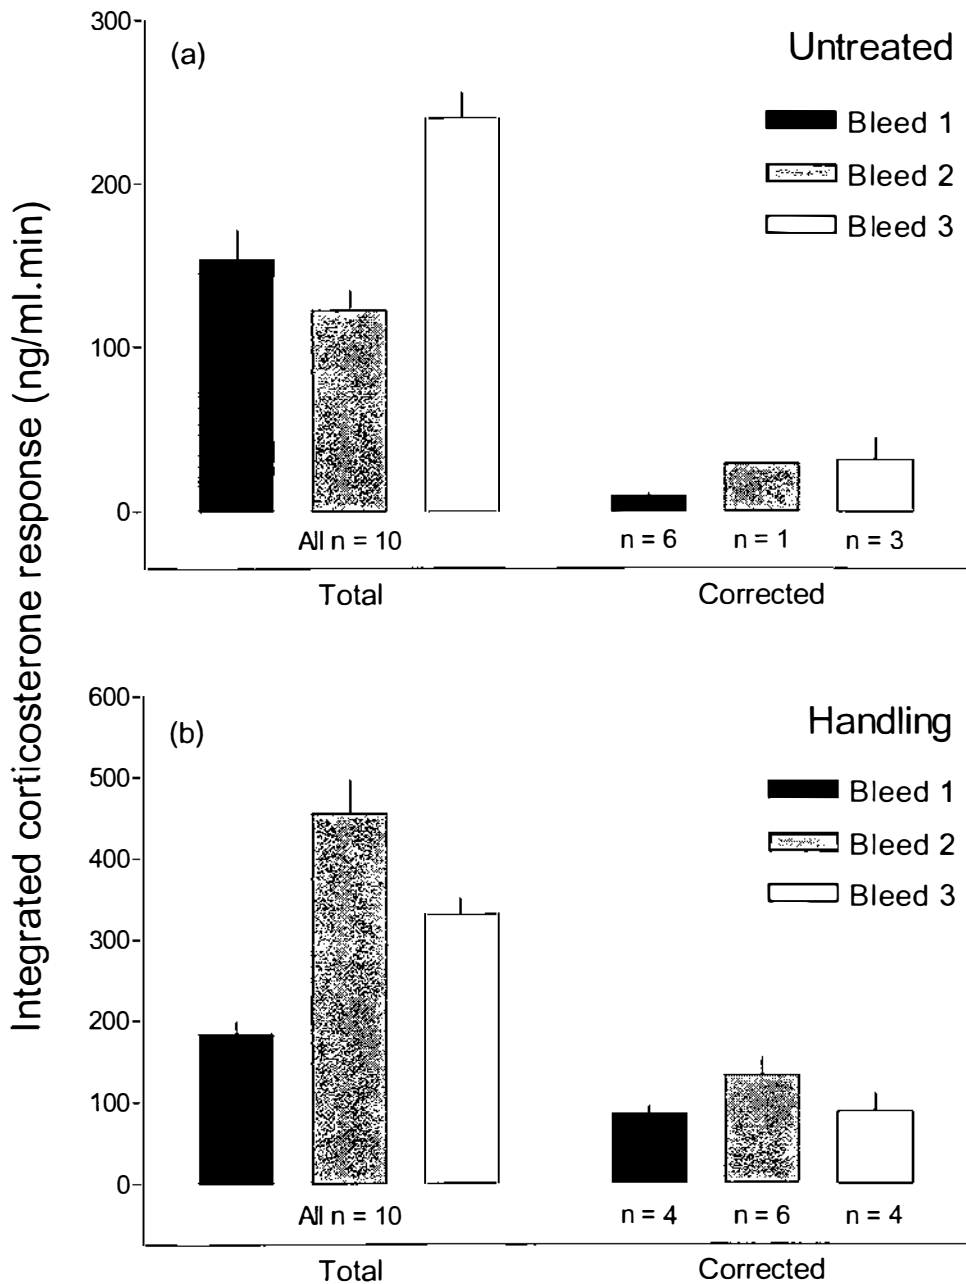 Integrated corticosterone response (ng/ml.min)
300
(a)
Untreated
Bleed 1
Bleed 2
Bleed 3
200
100
0
All n = 10
n = 6
n = 1
n = 3
Total
Corrected
600
(b)
Handling
500
Bleed 1
Bleed 2
Bleed 3
400
300
200
100
0
All n = 10
n = 4
n = 6
n = 4
Total
Corrected